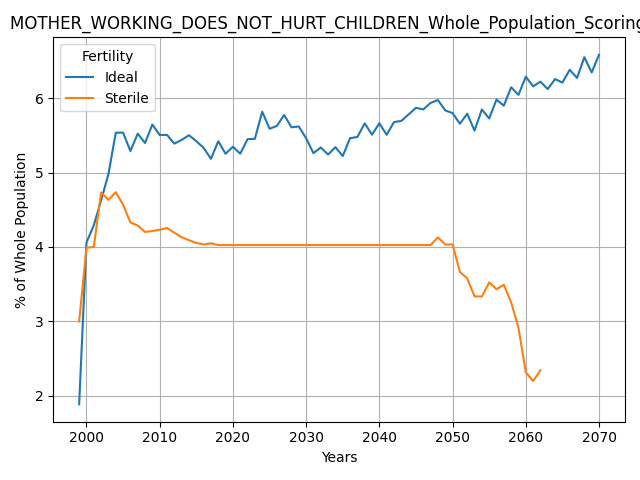 MOTHER_WORKING_DOES_NOT_HURT_CHILDREN_Whole_Population_Scoring
Fertility
Ideal
Sterile
% of Whole Population
6
5
4
3
2
2000 2010 2020 2030 2040 2050 2060 2070
Years